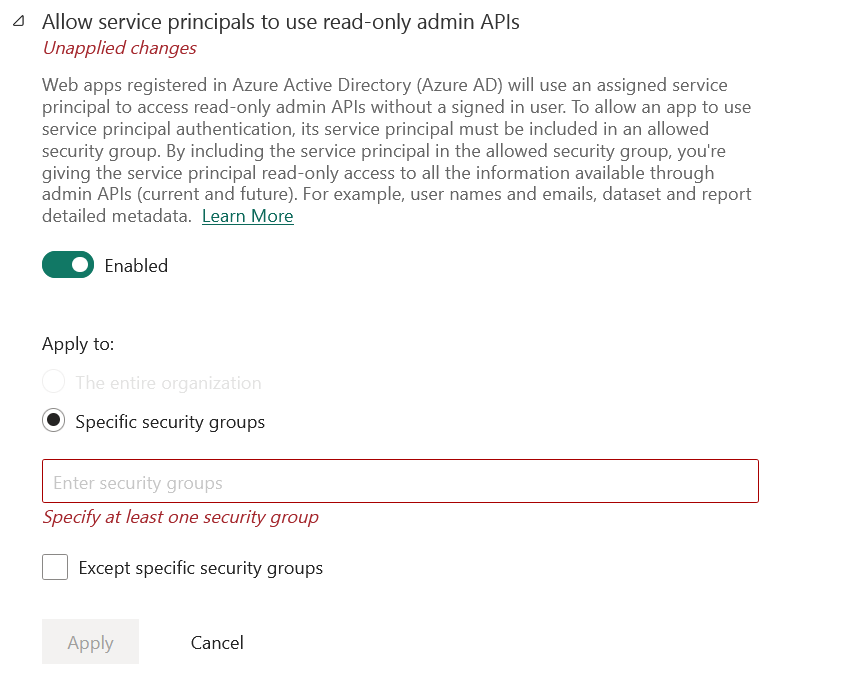 Allow service principals to use read-only admin APIs
Unapplied changes
Web apps registered in Azure Active Directory (Azure AD) will use an assigned service
principal to access read-only admin APIs without a signed in user. To allow an app to use
service principal authentication, its service principal must be included in an allowed
security group. By including the service principal in the allowed security group, you're
giving the service principal read-only access to all the information available through
admin APIs (current and future). For example, user names and emails, dataset and report
detailed metadata. Learn More
Enabled
Apply to:
The entire organization
Specific security groups
Enter security groups
Specify at least one security group
Except specific security groups
Apply Cancel